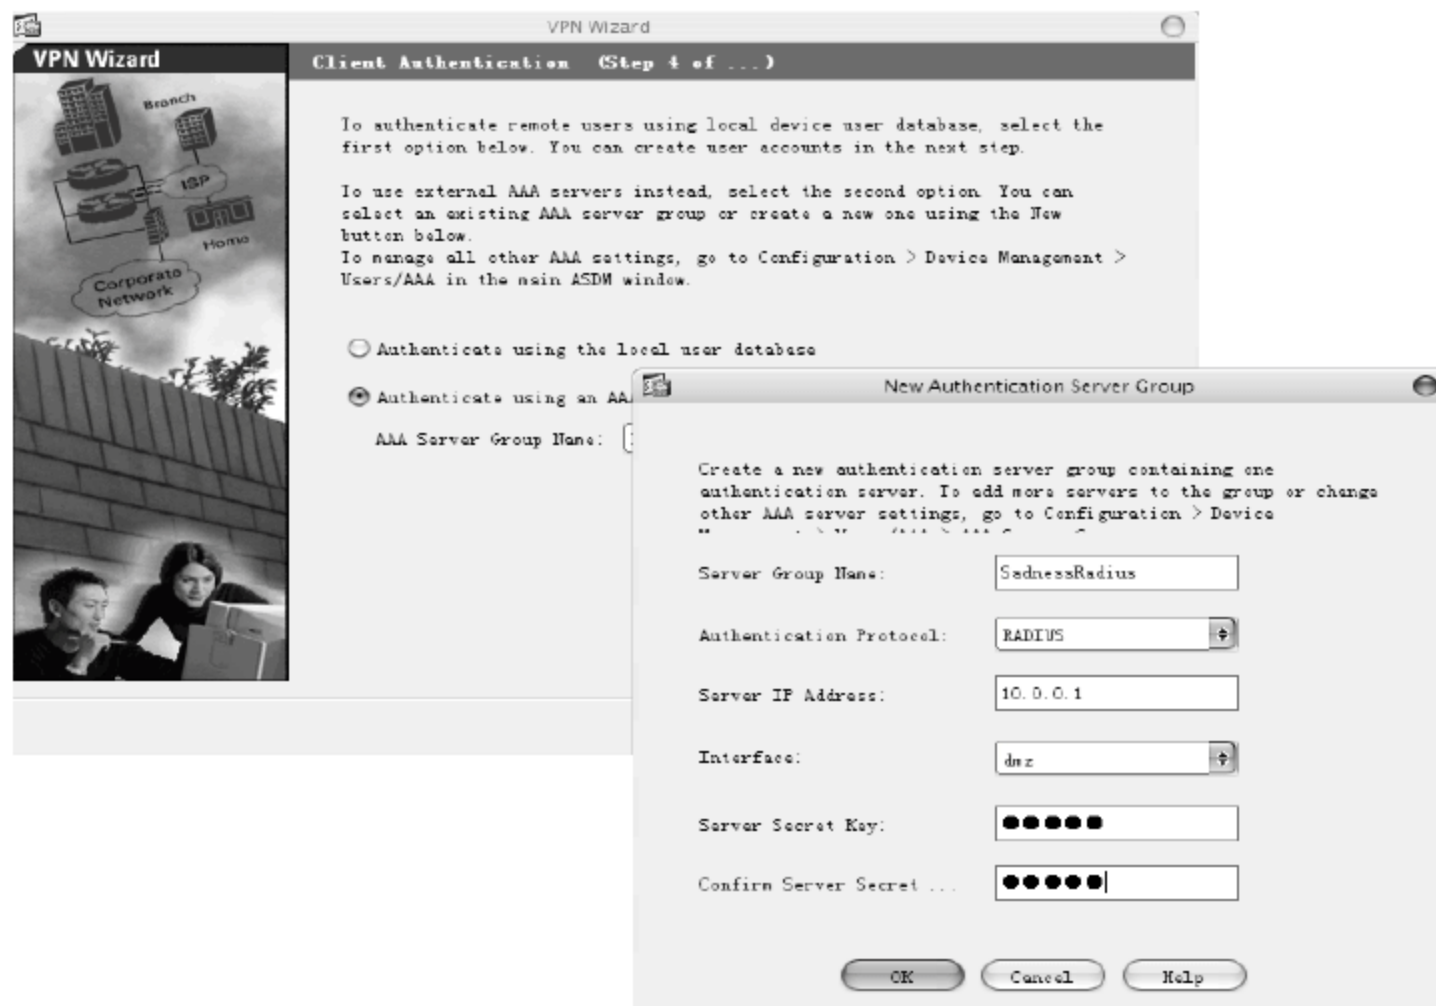 VPN Wizard
VPN Wizard
Client Authentication (Step 4 of ...)
Branch
ISP
Home
Corporate
Network
To authenticate remote users using local device user database, select the
first option below. You can create user accounts in the next step.
To use external AAA servers instead, select the second option. You can
select an existing AAA server group or create a new one using the New
button below.
To manage all other AAA settings, go to Configuration > Device Management >
Users/AAA in the main ASDM window.
Authenticate using the local user database
Authenticate using an AA
AAA Server Group Name:
New Authentication Server Group
Create a new authentication server group containing one
authentication server. To add more servers to the group or change
other AAA server settings, go to Configuration > Device
Server Group Name:
SadnessRadius
Authentication Protocol:
RADIUS
Server IP Address:
10.0.0.1
Interface:
dmz
Server Secret Key:
●●●●●
Confirm Server Secret ...
●●●●●
OK
Cancel
Help